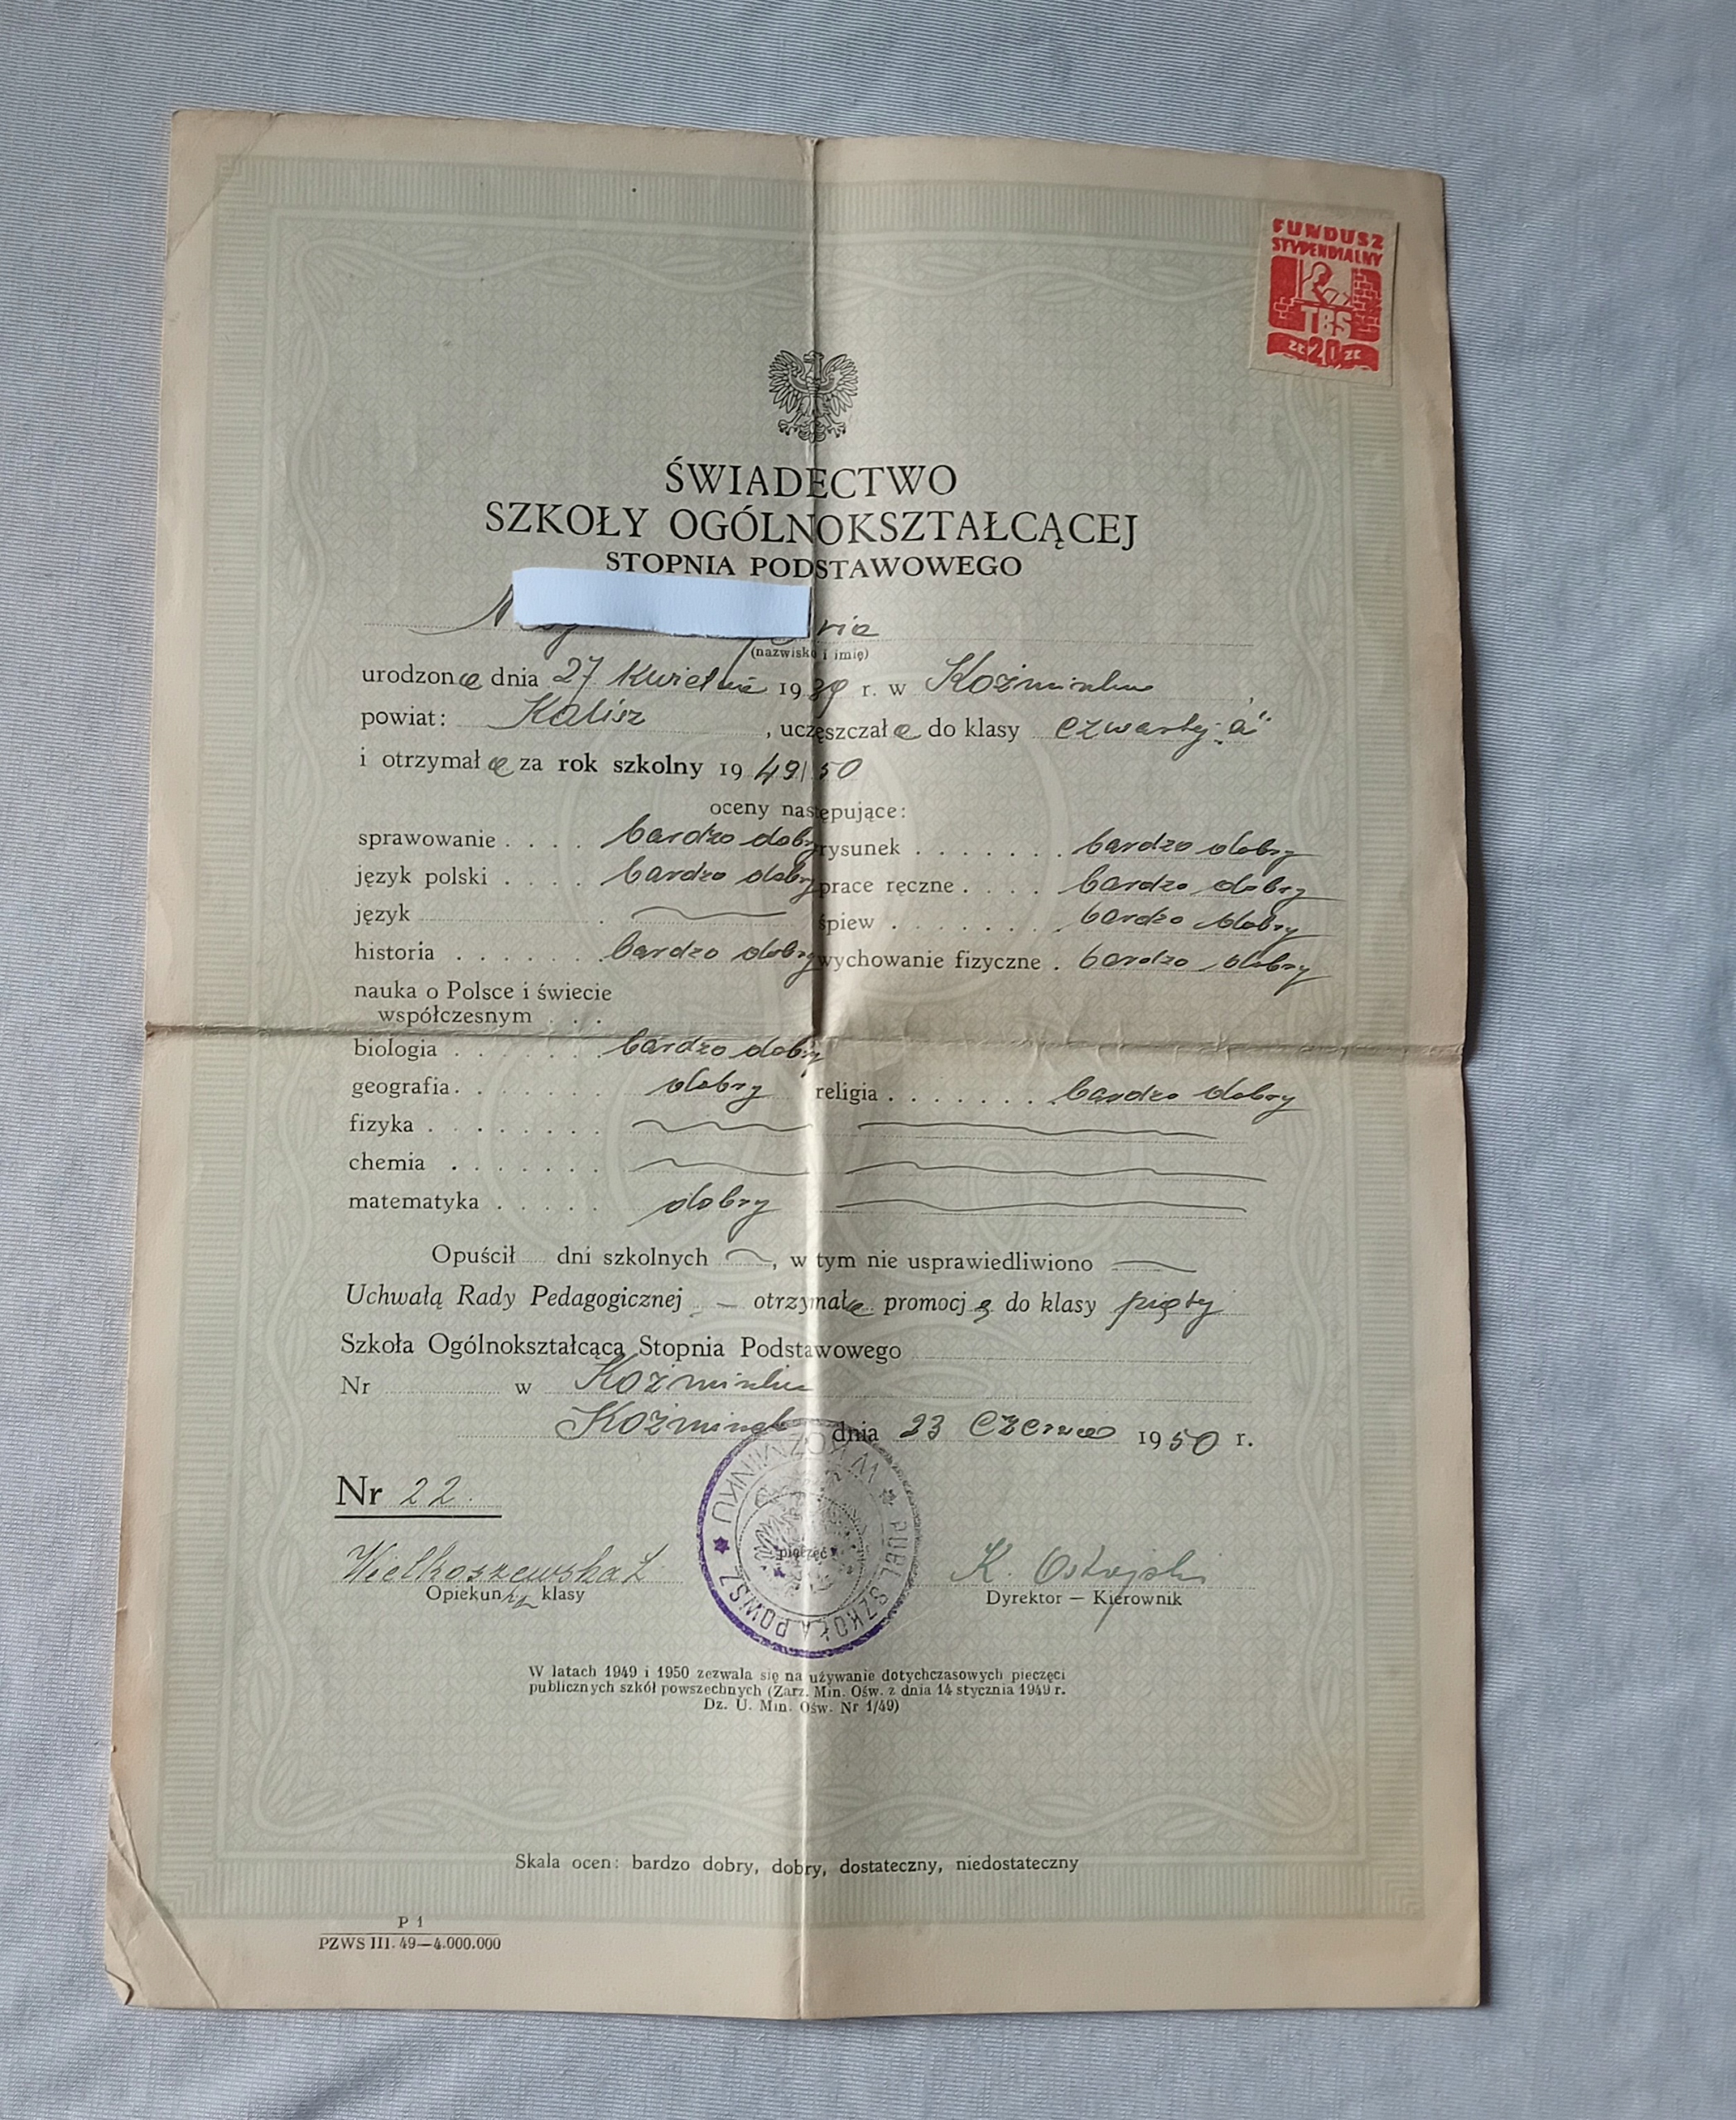 FUNDUSZ
STYPENDIALNY
TBS
ZŁ 20 ZŁ
ŚWIADECTWO
SZKOŁY OGÓLNOKSZTAŁCĄCEJ
STOPNIA PODSTAWOWEGO
(nazwisko i imię)
urodzona dnia 27 kwietnia 19 r. w Koźminku
powiat: Kalisz, uczęszczała do klasy czwartej „a"
i otrzymała za rok szkolny 1949/50
oceny następujące:
sprawowanie . . . . bardzo dobry rysunek . . . . . . . bardzo dobry
język polski . . . . bardzo dobry prace ręczne . . . . bardzo dobry
język . śpiew . . . . . . . . bardzo dobry
historia . . . . . . . bardzo dobry wychowanie fizyczne . bardzo dobry
nauka o Polsce i świecie
współczesnym . . .
biologia . . . . . . . bardzo dobry
geografia . . . . . . . dobry religia . . . . . . . bardzo dobry
fizyka . . . . . . . .
chemia . . . . . . .
matematyka . . . . . dobry
Opuścił dni szkolnych —, w tym nie usprawiedliwiono —
Uchwałą Rady Pedagogicznej — otrzymała promocję do klasy piątej
Szkoła Ogólnokształcąca Stopnia Podstawowego
Nr w Koźminku
Koźminek dnia 23 czerwca 1950 r.
Nr 22.
W KOŹMINKU * PUBL. SZKOŁA POWSZ. *
pieczęć
Wielkoszewska Ł K.
Opiekun klasy Dyrektor — Kierownik
W latach 1949 i 1950 zezwala się na używanie dotychczasowych pieczęci
publicznych szkół powszechnych (Zarz. Min. Ośw. z dnia 14 stycznia 1949 r.
Dz. U. Min. Ośw. Nr 1/49)
Skala ocen: bardzo dobry, dobry, dostateczny, niedostateczny
P 1
PZWS III. 49—4.000.000